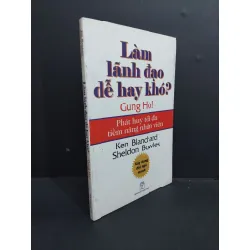 Làm
lãnh đạo
dễ hay khó?
Gung Ho!
Phát huy tối đa
tiềm năng nhân viên
Ken Blanchard
Sheldon Bowles